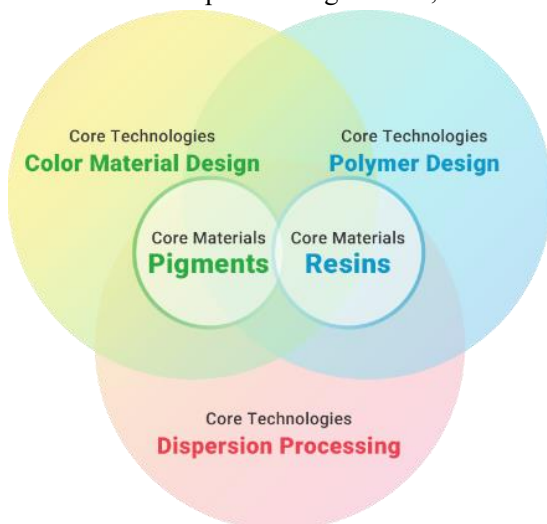 Core Technologies
Color Material Design
Core Technologies
Polymer Design
Core Materials
Pigments
Core Materials
Resins
Core Technologies
Dispersion Processing